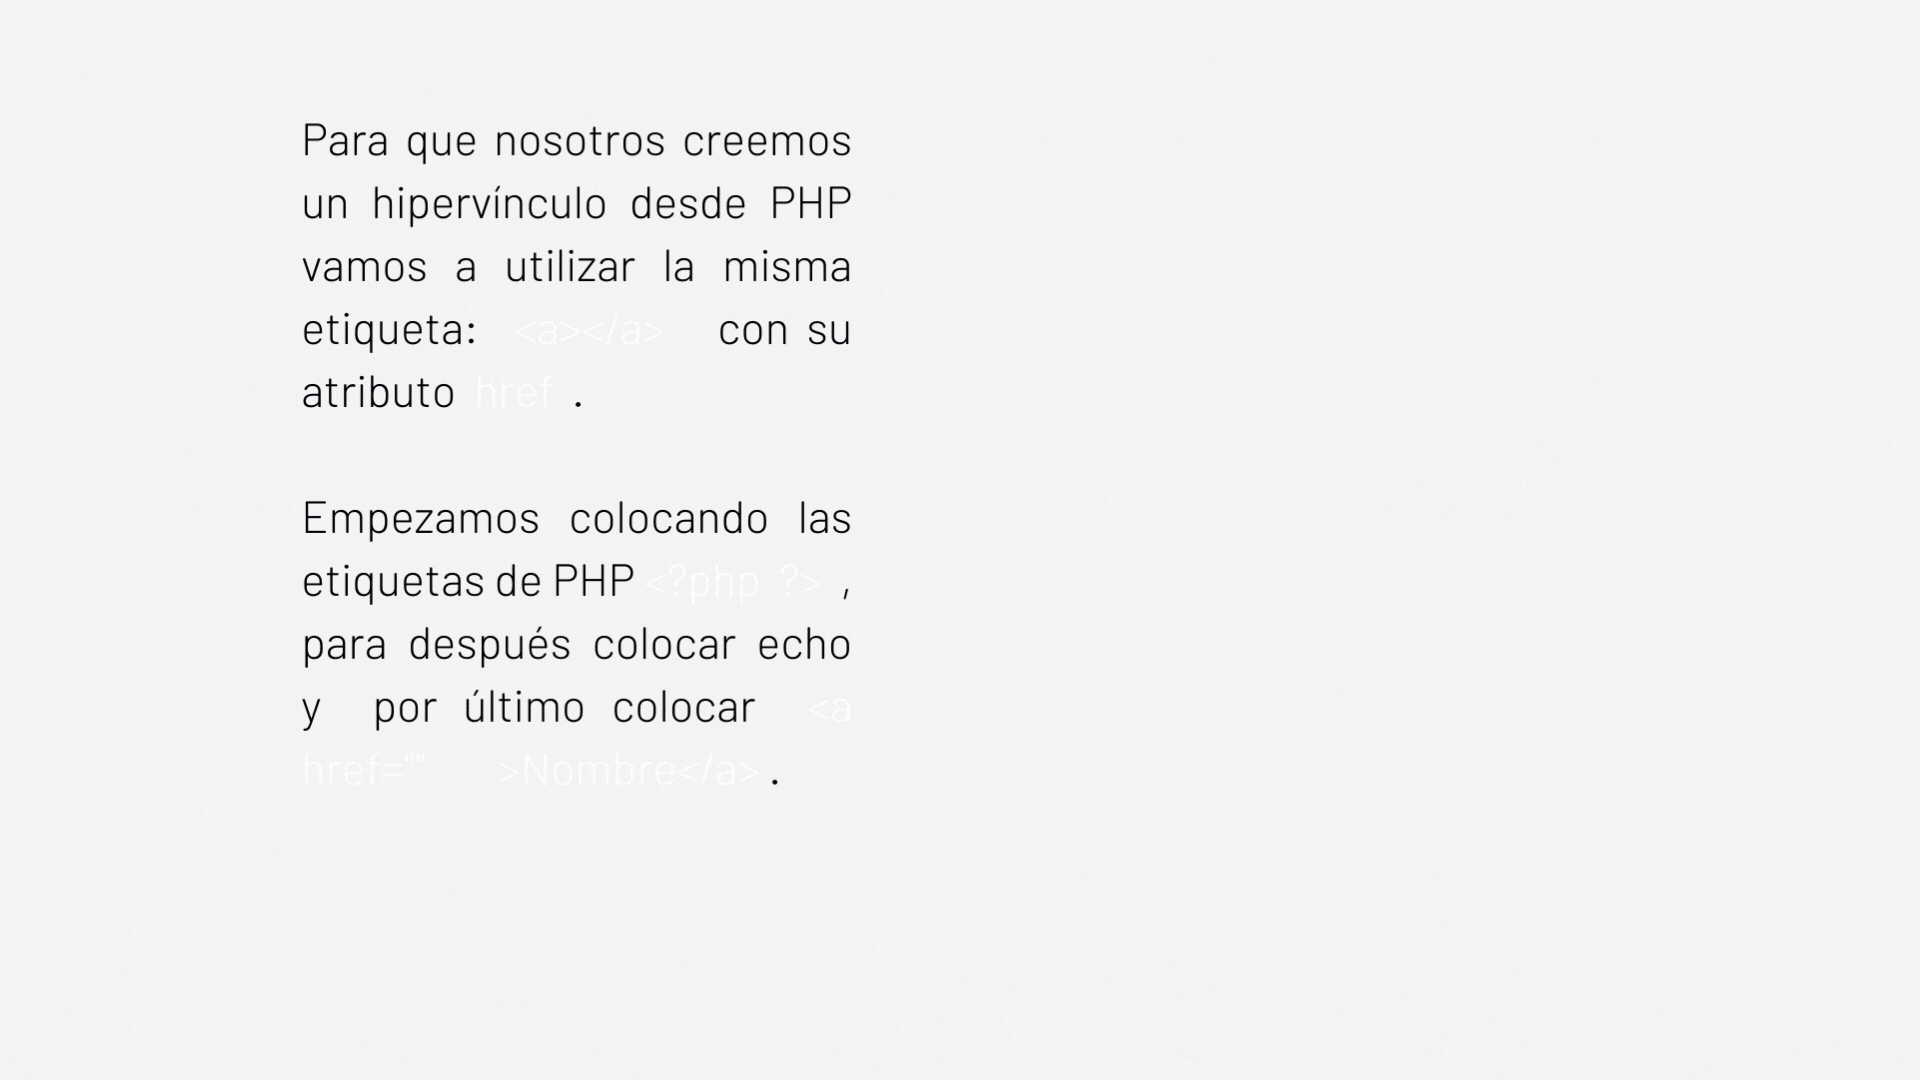 Para que nosotros creemos
un hipervínculo desde PHP
vamos a utilizar la misma
etiqueta: <a></a> con su
atributo href .
Empezamos colocando las
etiquetas de PHP <?php ?> ,
para después colocar echo
y por último colocar <a
href="" >Nombre</a> .